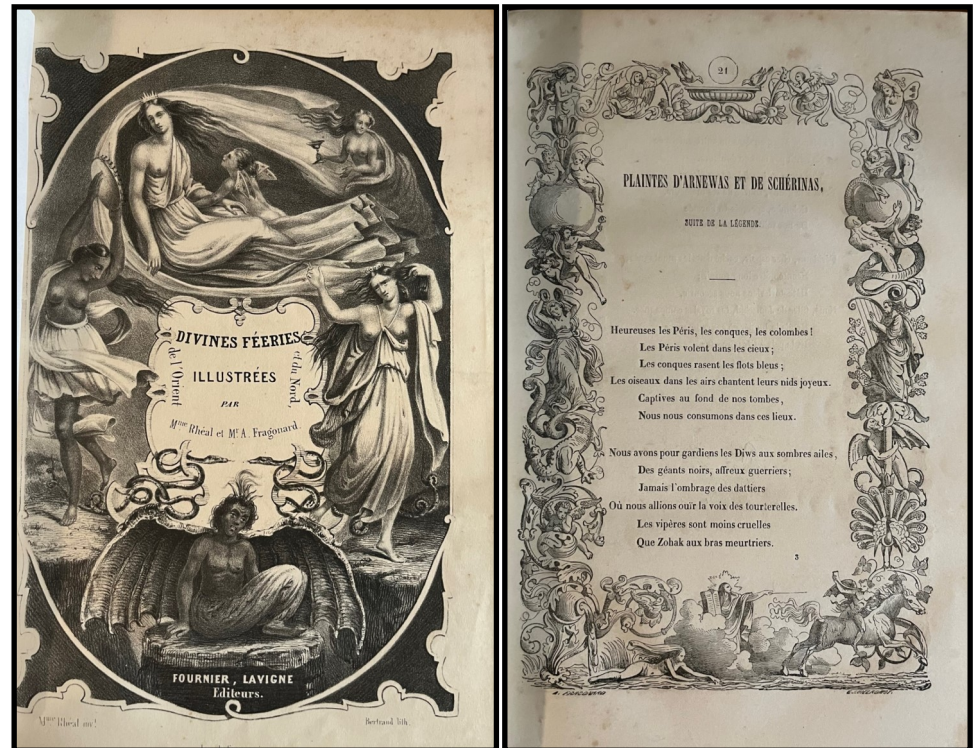 DIVINES FÉERIES
de l'Orient
et du Nord,
ILLUSTRÉES
PAR
Mme Rhéal et Mr A. Fragonard.
FOURNIER, LAVIGNE
Editeurs.
Mme Rhéal inv!
Bertrand lith.
21
PLAINTES D'ARNEWAS ET DE SCHÉRINAS,
SUITE DE LA LÉGENDE.
Heureuses les Péris, les conques, les colombes!
Les Péris volent dans les cieux;
Les conques rasent les flots bleus;
Les oiseaux dans les airs chantent leurs nids joyeux.
Captives au fond de nos tombes,
Nous nous consumons dans ces lieux.
Nous avons pour gardiens les Diws aux sombres ailes,
Des géants noirs, affreux guerriers;
Jamais l'ombrage des dattiers
Où nous allions ouïr la voix des tourterelles.
Les vipères sont moins cruelles
Que Zohak aux bras meurtriers.
3